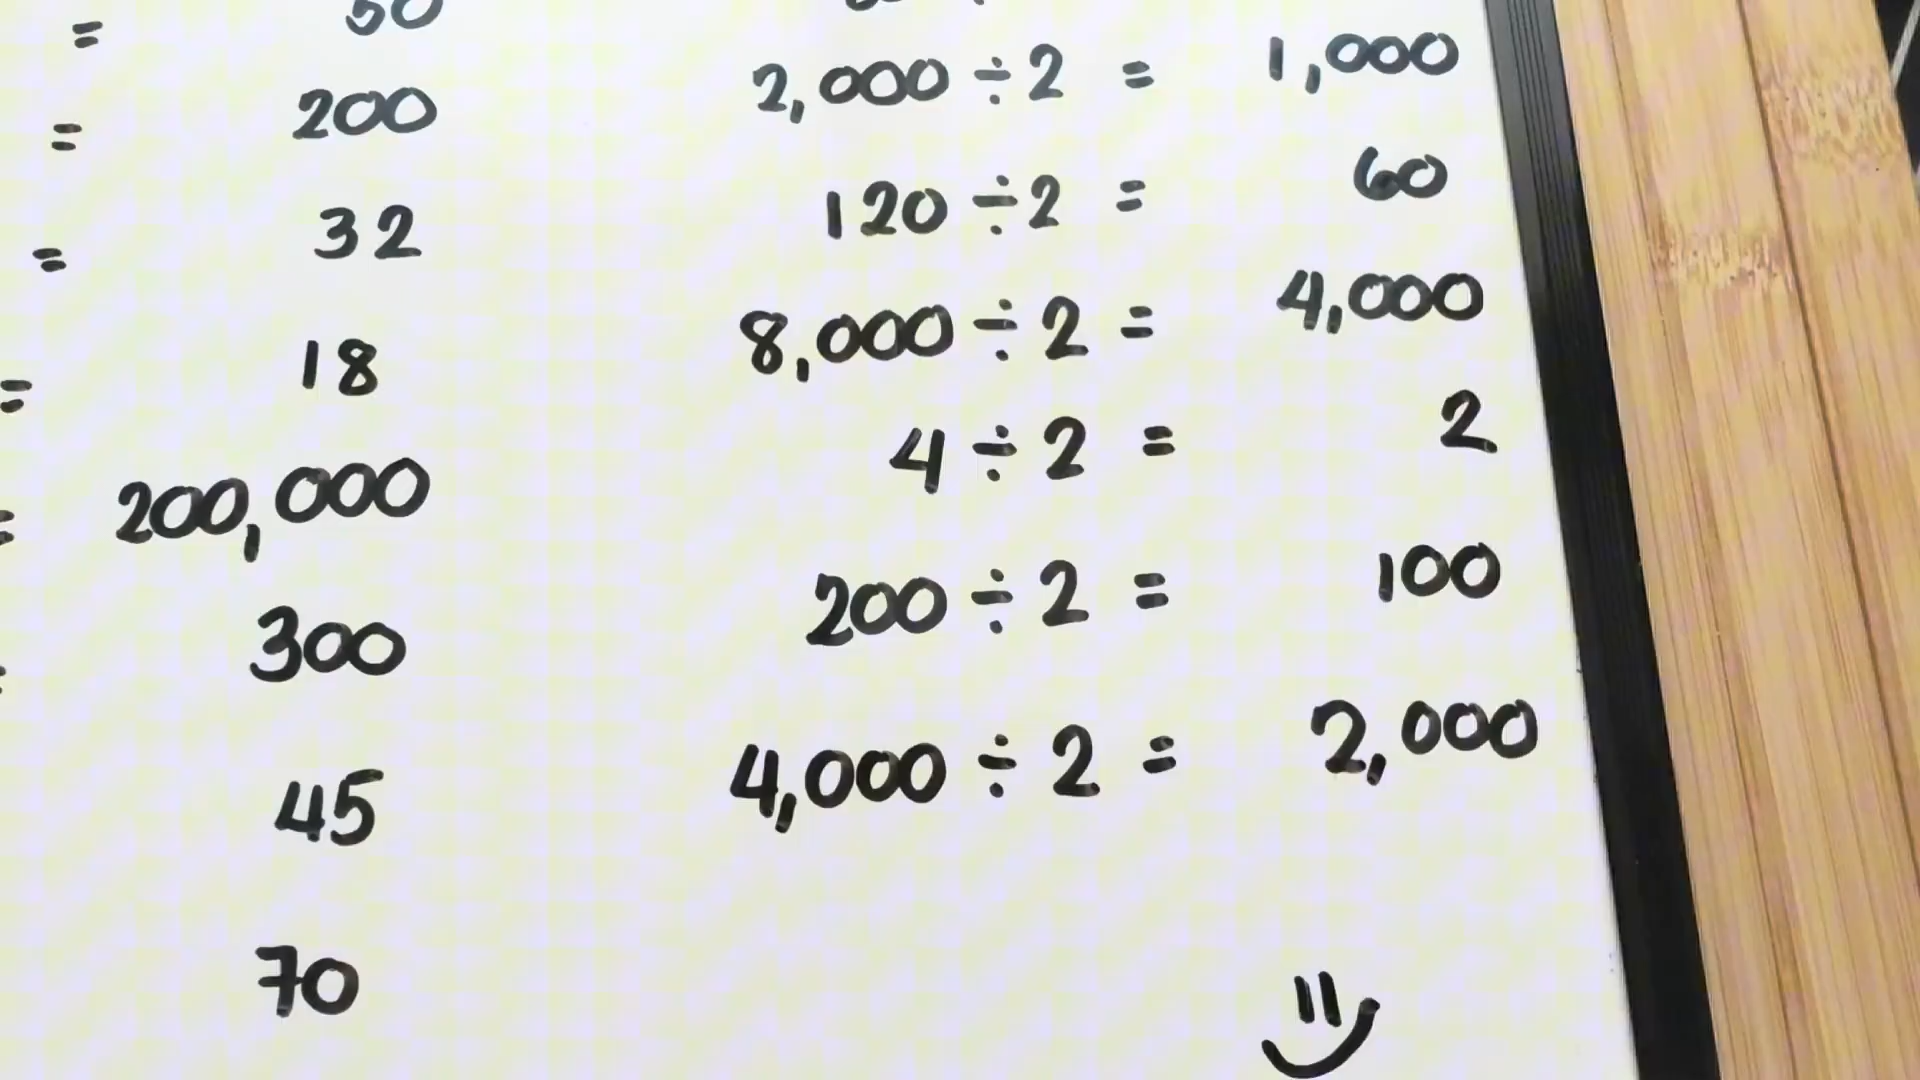 = 50
= 200
= 32
= 18
= 200,000
300
45
70
2,000 ÷ 2 = 1,000
120 ÷ 2 = 60
8,000 ÷ 2 = 4,000
4 ÷ 2 = 2
200 ÷ 2 = 100
4,000 ÷ 2 = 2,000